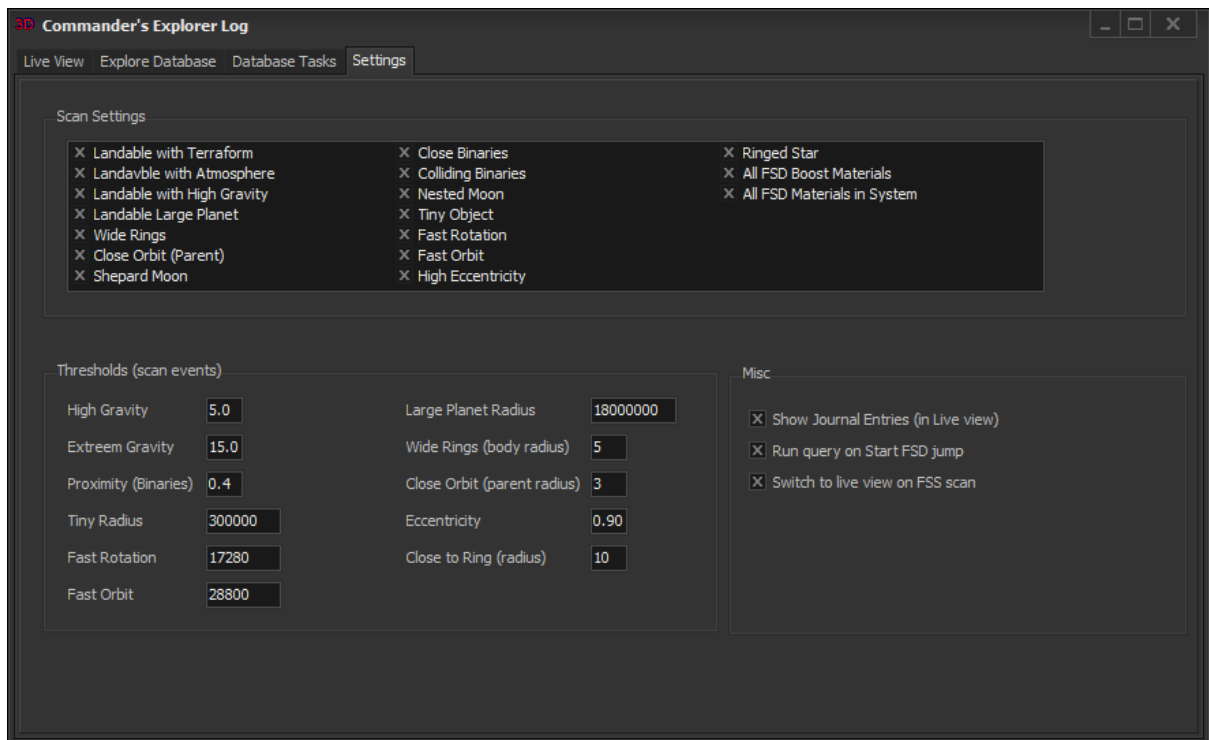 3D Commander's Explorer Log
Live View Explore Database Database Tasks Settings
Scan Settings
X Landable with Terraform
X Landavble with Atmosphere
X Landable with High Gravity
X Landable Large Planet
X Wide Rings
X Close Orbit (Parent)
X Shepard Moon
X Close Binaries
X Colliding Binaries
X Nested Moon
X Tiny Object
X Fast Rotation
X Fast Orbit
X High Eccentricity
X Ringed Star
X All FSD Boost Materials
X All FSD Materials in System
Thresholds (scan events)
High Gravity 5.0
Extreem Gravity 15.0
Proximity (Binaries) 0.4
Tiny Radius 300000
Fast Rotation 17280
Fast Orbit 28800
Large Planet Radius 18000000
Wide Rings (body radius) 5
Close Orbit (parent radius) 3
Eccentricity 0.90
Close to Ring (radius) 10
Misc
X Show Journal Entries (in Live view)
X Run query on Start FSD jump
X Switch to live view on FSS scan